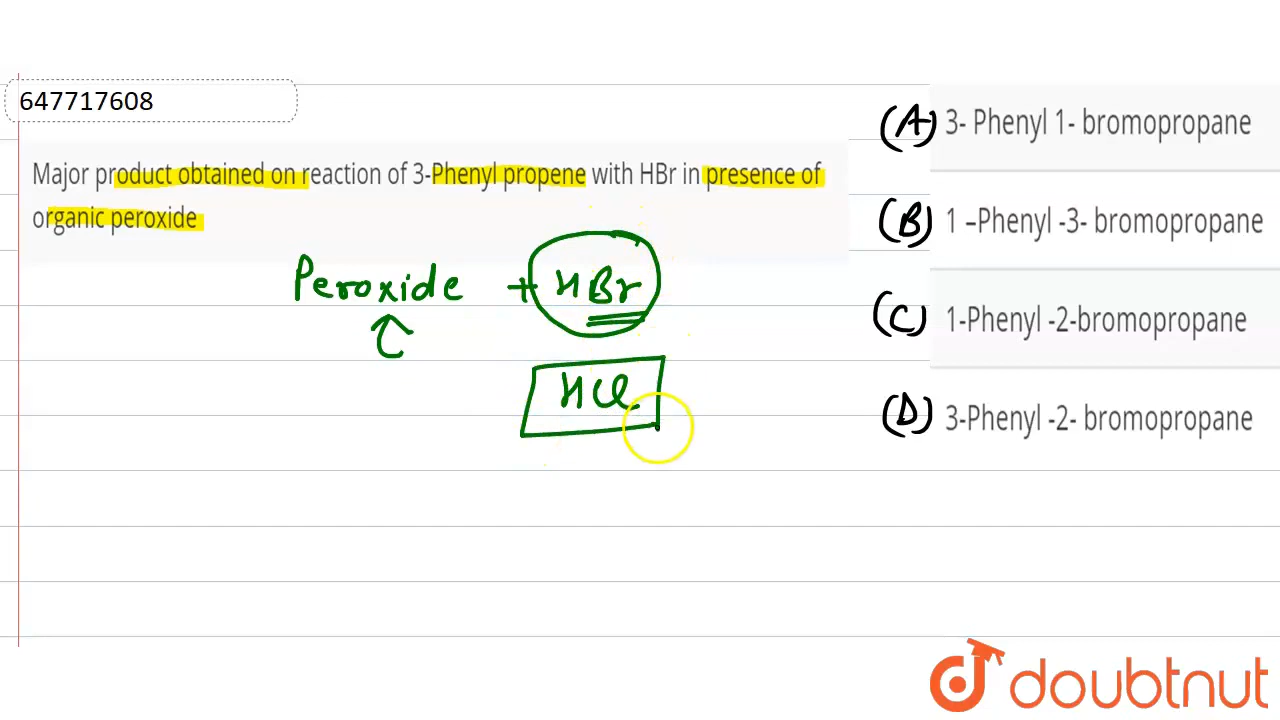 647717608
Major product obtained on reaction of 3-Phenyl propene with HBr in presence of
organic peroxide
Peroxide + HBr
HCl
(A) 3- Phenyl 1- bromopropane
(B) 1 –Phenyl -3- bromopropane
(C) 1-Phenyl -2-bromopropane
(D) 3-Phenyl -2- bromopropane
doubtnut